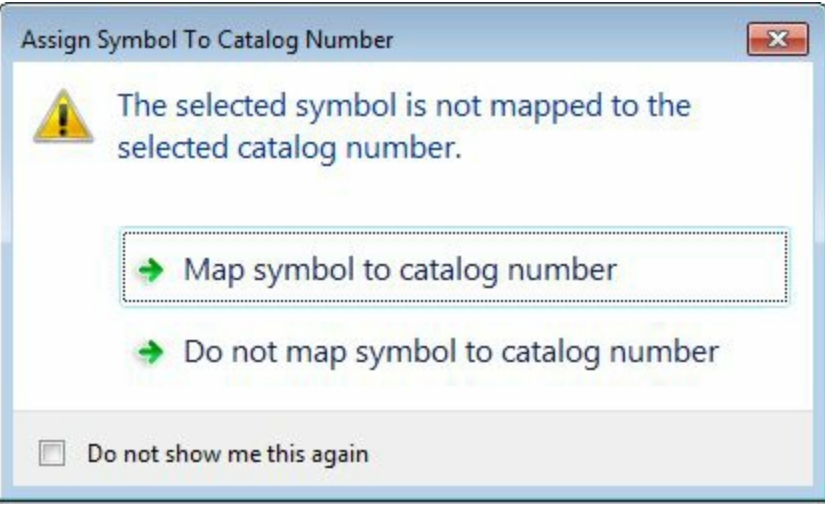 Assign Symbol To Catalog Number
The selected symbol is not mapped to the
selected catalog number.
Map symbol to catalog number
Do not map symbol to catalog number
Do not show me this again